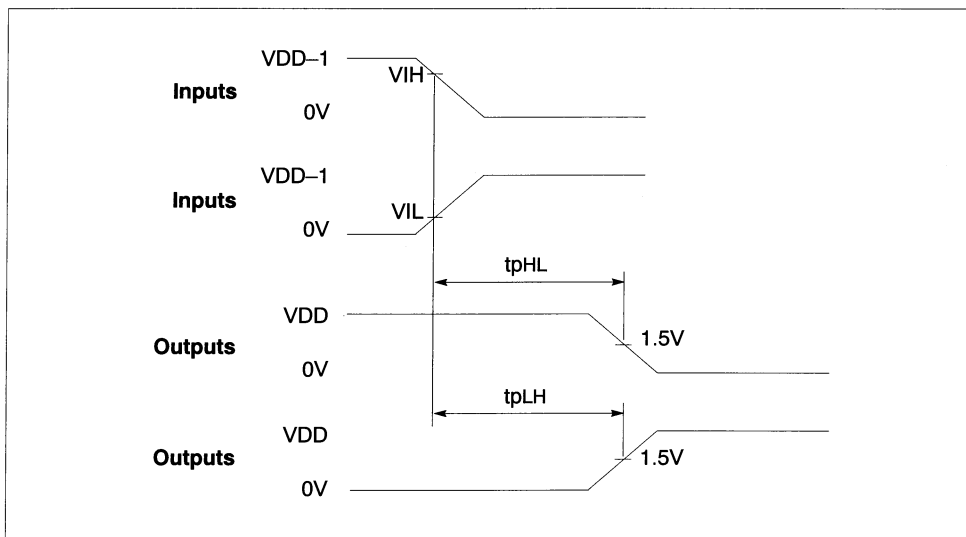 VDD–1
VIH
Inputs
0V
VDD–1
Inputs
VIL
0V
tpHL
VDD
1.5V
Outputs
0V
tpLH
VDD
1.5V
Outputs
0V